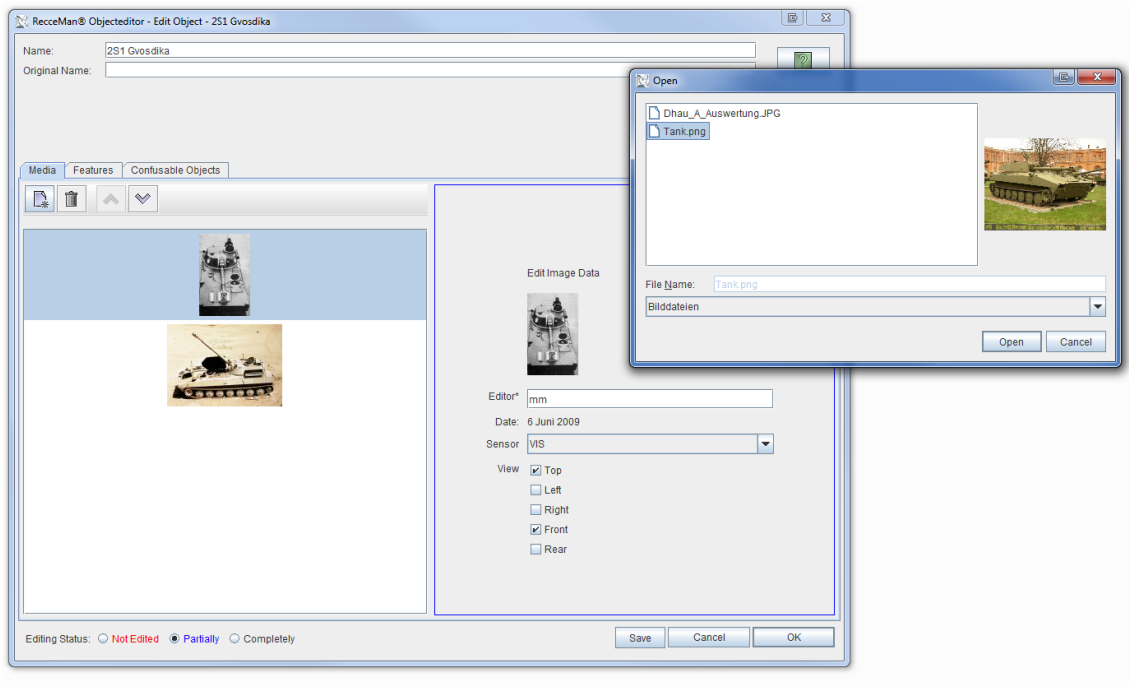 RecceMan® Objecteditor - Edit Object - 2S1 Gvosdika
Name: 2S1 Gvosdika
Original Name:
Media Features Confusable Objects
Edit Image Data
Editor* mm
Date: 6 Juni 2009
Sensor VIS
View Top
Left
Right
Front
Rear
Editing Status: Not Edited Partially Completely Save Cancel OK
Open
Dhau_A_Auswertung.JPG
Tank.png
File Name: Tank.png
Bilddateien
Open Cancel